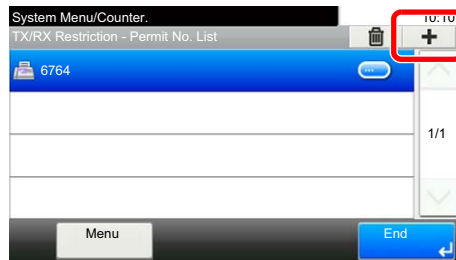 System Menu/Counter.
10:10
TX/RX Restriction - Permit No. List
6764
1/1
Menu
End